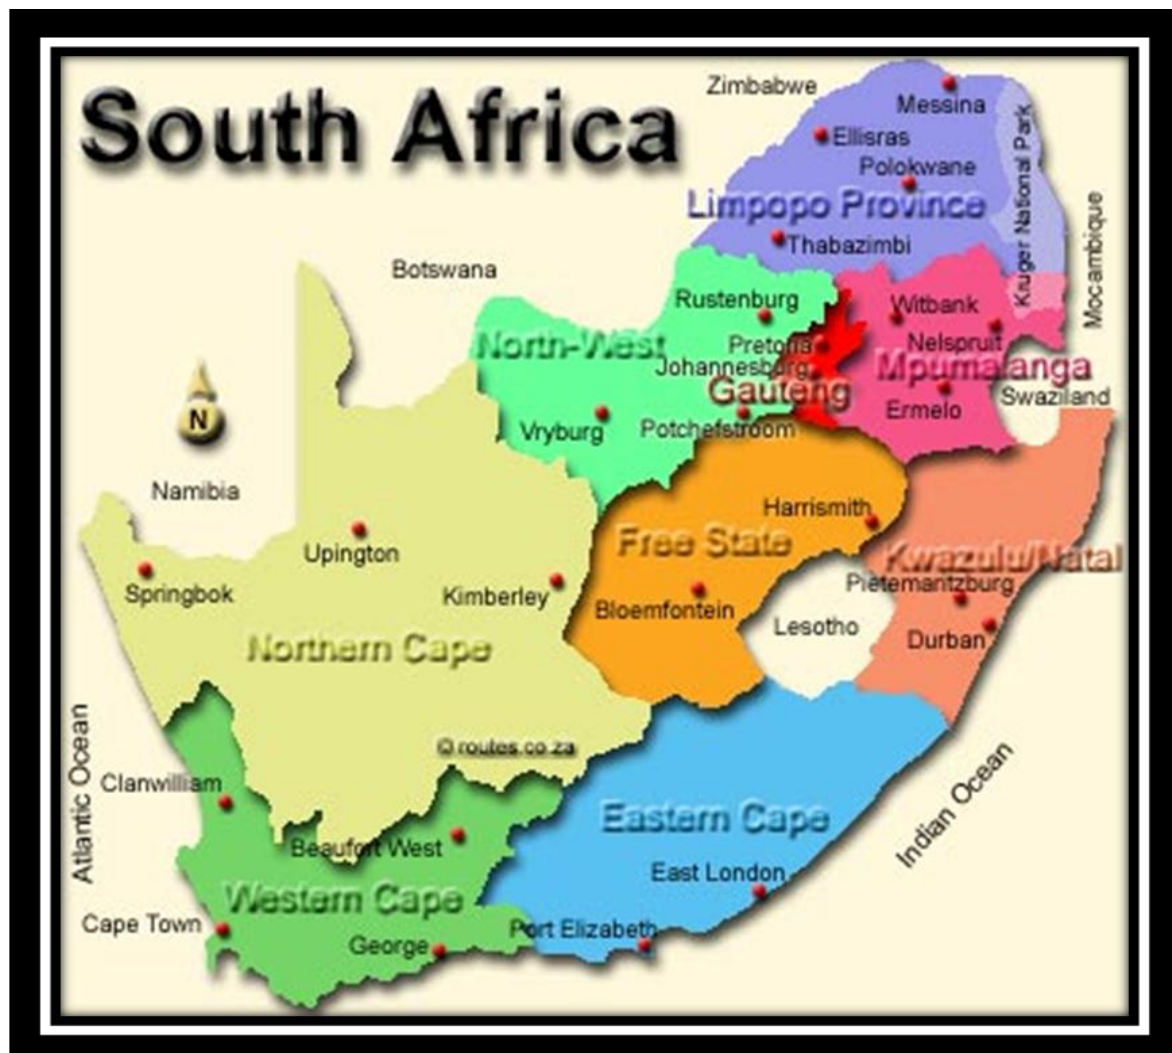 South Africa
Zimbabwe
Messina
Ellisras
Polokwane
Kruger National Park
Limpopo Province
Mocambique
Thabazimbi
Botswana
Rustenburg
Witbank
North-West
Pretoria
Nelspruit
Johannesburg
Mpumalanga
Gauteng
Swaziland
Ermelo
Vryburg
Potchefstroom
N
Namibia
Harrismith
Upington
Free State
Kwazulu/Natal
Springbok
Kimberley
Pietemantzburg
Bloemfontein
Lesotho
Durban
Northern Cape
© routes.co.za
Atlantic Ocean
Clanwilliam
Indian Ocean
Eastern Cape
Beaufort West
East London
Western Cape
Cape Town
Port Elizabeth
George